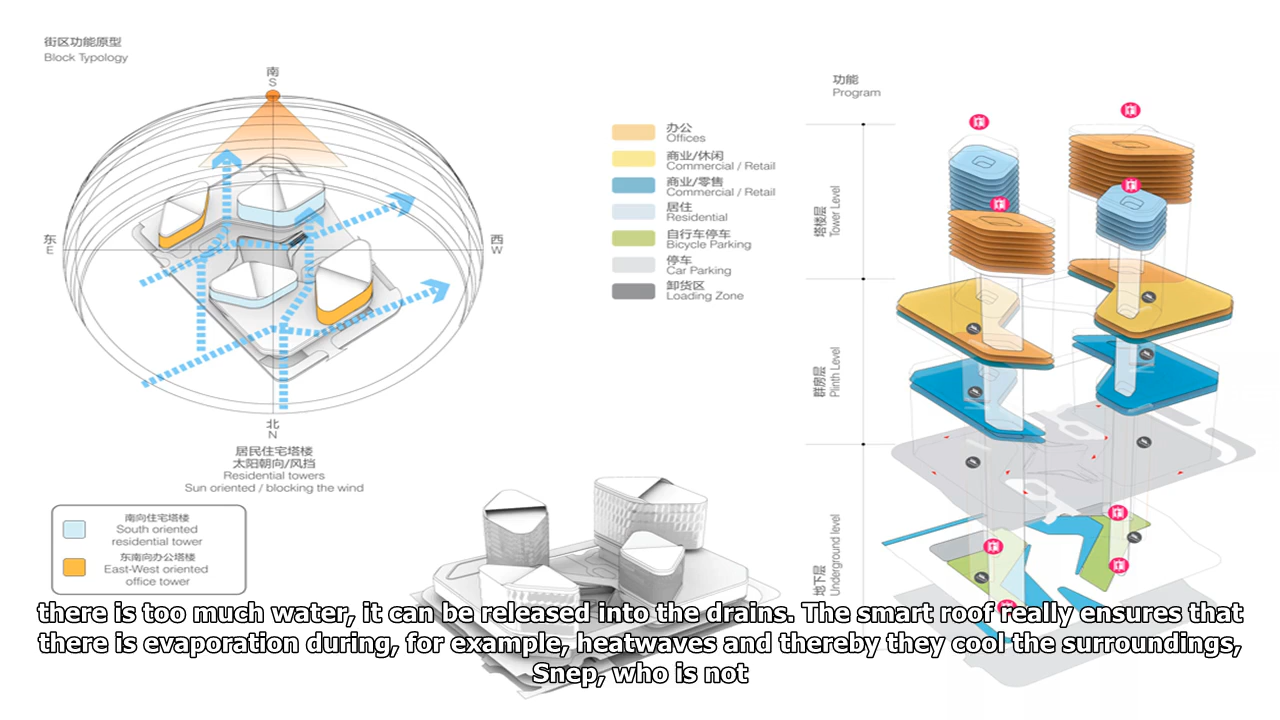 街区功能原型
Block Typology
南
S
东
E
西
W
北
N
居民住宅塔楼
太阳朝向/风挡
Residential towers
Sun oriented / blocking the wind
南向住宅塔楼
South oriented
residential tower
东南向办公塔楼
East-West oriented
office tower
办公
Offices
商业/休闲
Commercial / Retail
商业/零售
Commercial / Retail
居住
Residential
自行车停车
Bicycle Parking
停车
Car Parking
卸货区
Loading Zone
功能
Program
塔楼层
Tower Level
群房层
Plinth Level
地下层
Underground level
there is too much water, it can be released into the drains. The smart roof really ensures that
there is evaporation during, for example, heatwaves and thereby they cool the surroundings,
Snep, who is not